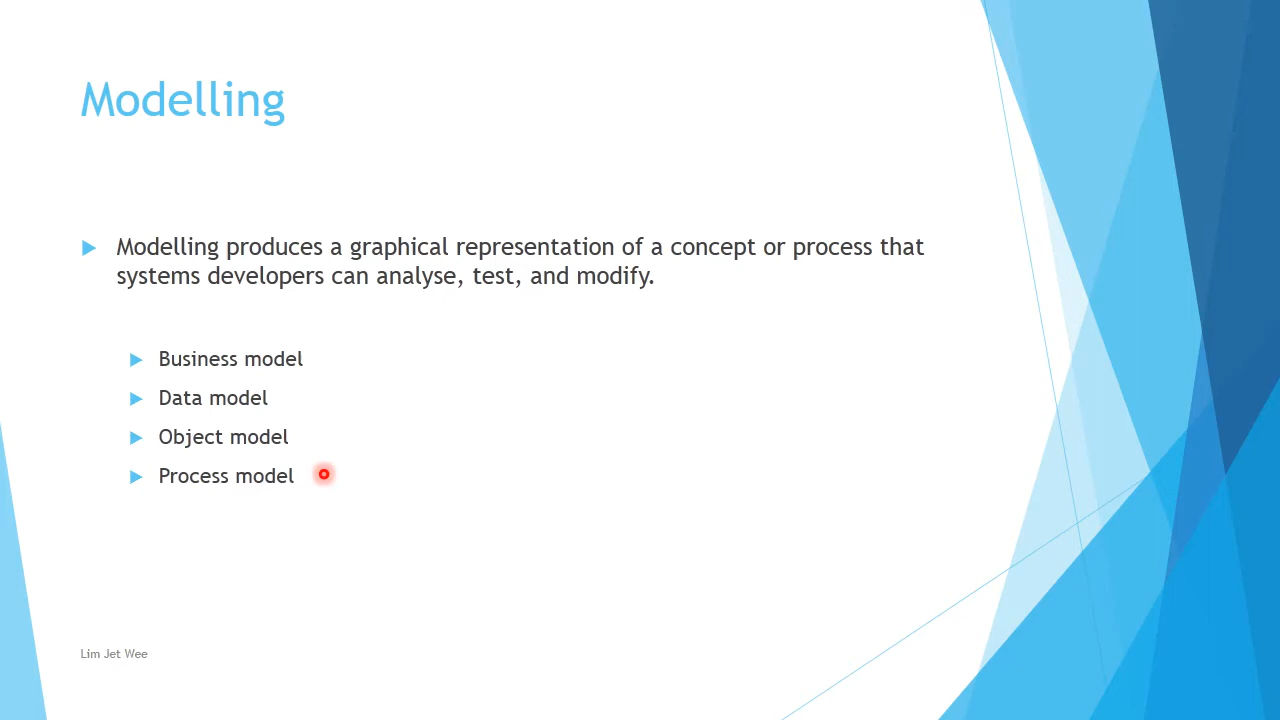 Modelling
Modelling produces a graphical representation of a concept or process that
systems developers can analyse, test, and modify.
Business model
Data model
Object model
Process model
Lim Jet Wee